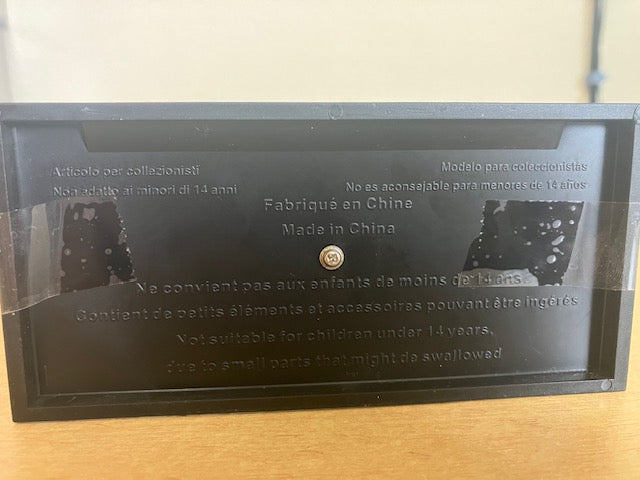 Articolo per collezionisti
Non adatto ai minori di 14 anni
Modelo para coleccionistas
No es aconsejable para menores de 14 años
Fabriqué en Chine
Made in China
Ne convient pas aux enfants de moins de 14 ans.
Contient de petits éléments et accessoires pouvant être ingérés
Not suitable for children under 14 years,
due to small parts that might de swallowed